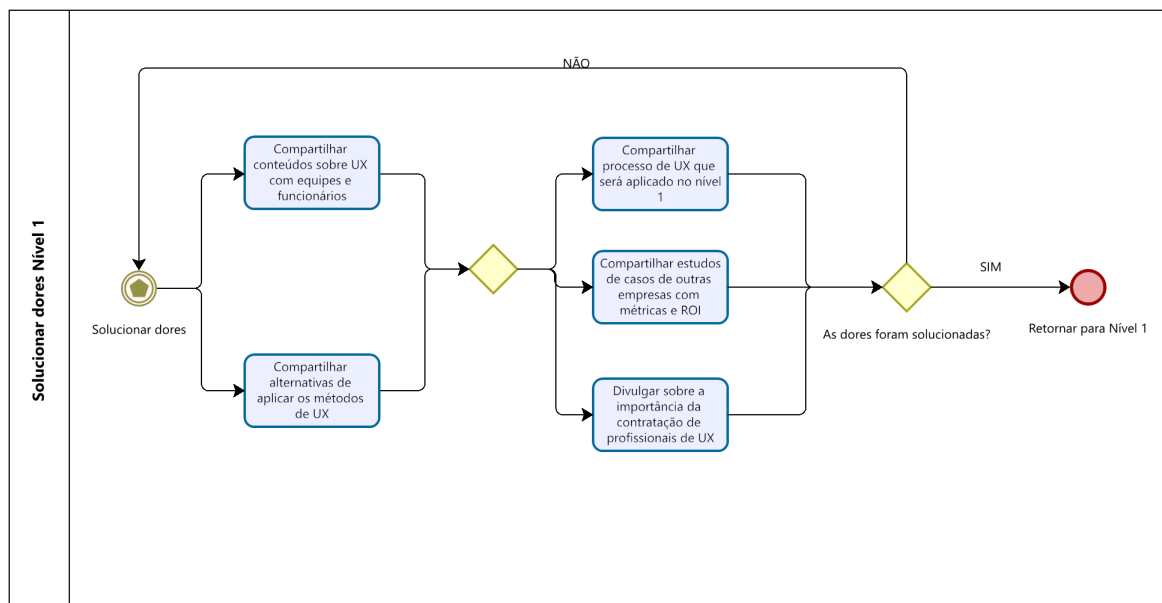 Solucionar dores Nível 1
NÃO
Compartilhar
conteúdos sobre UX
com equipes e
funcionários
Compartilhar
processo de UX que
será aplicado no nível
1
Solucionar dores
Compartilhar estudos
de casos de outras
empresas com
métricas e ROI
SIM
As dores foram solucionadas?
Retornar para Nível 1
Compartilhar
alternativas de
aplicar os métodos
de UX
Divulgar sobre a
importância da
contratação de
profissionais de UX